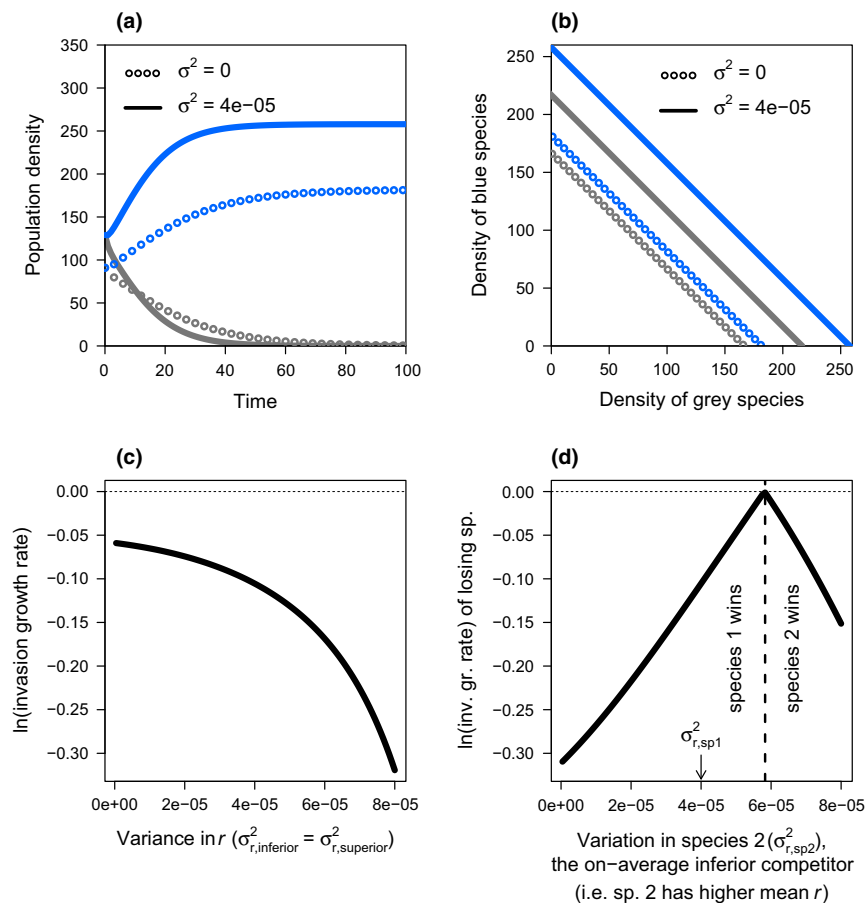 (a)
Population density
350
300
250
200
150
100
50
0
σ² = 0
σ² = 4e−05
0 20 40 60 80 100
Time
(b)
Density of blue species
250
200
150
100
50
0
σ² = 0
σ² = 4e−05
0 50 100 150 200 250
Density of grey species
(c)
ln(invasion growth rate)
0.00
−0.05
−0.10
−0.15
−0.20
−0.25
−0.30
0e+00 2e−05 4e−05 6e−05 8e−05
Variance in r (σ²r,inferior = σ²r,superior)
(d)
ln(inv. gr. rate) of losing sp.
0.00
−0.05
−0.10
−0.15
−0.20
−0.25
−0.30
species 1 wins
species 2 wins
σ²r,sp1
0e+00 2e−05 4e−05 6e−05 8e−05
Variation in species 2 (σ²r,sp2),
the on−average inferior competitor
(i.e. sp. 2 has higher mean r)